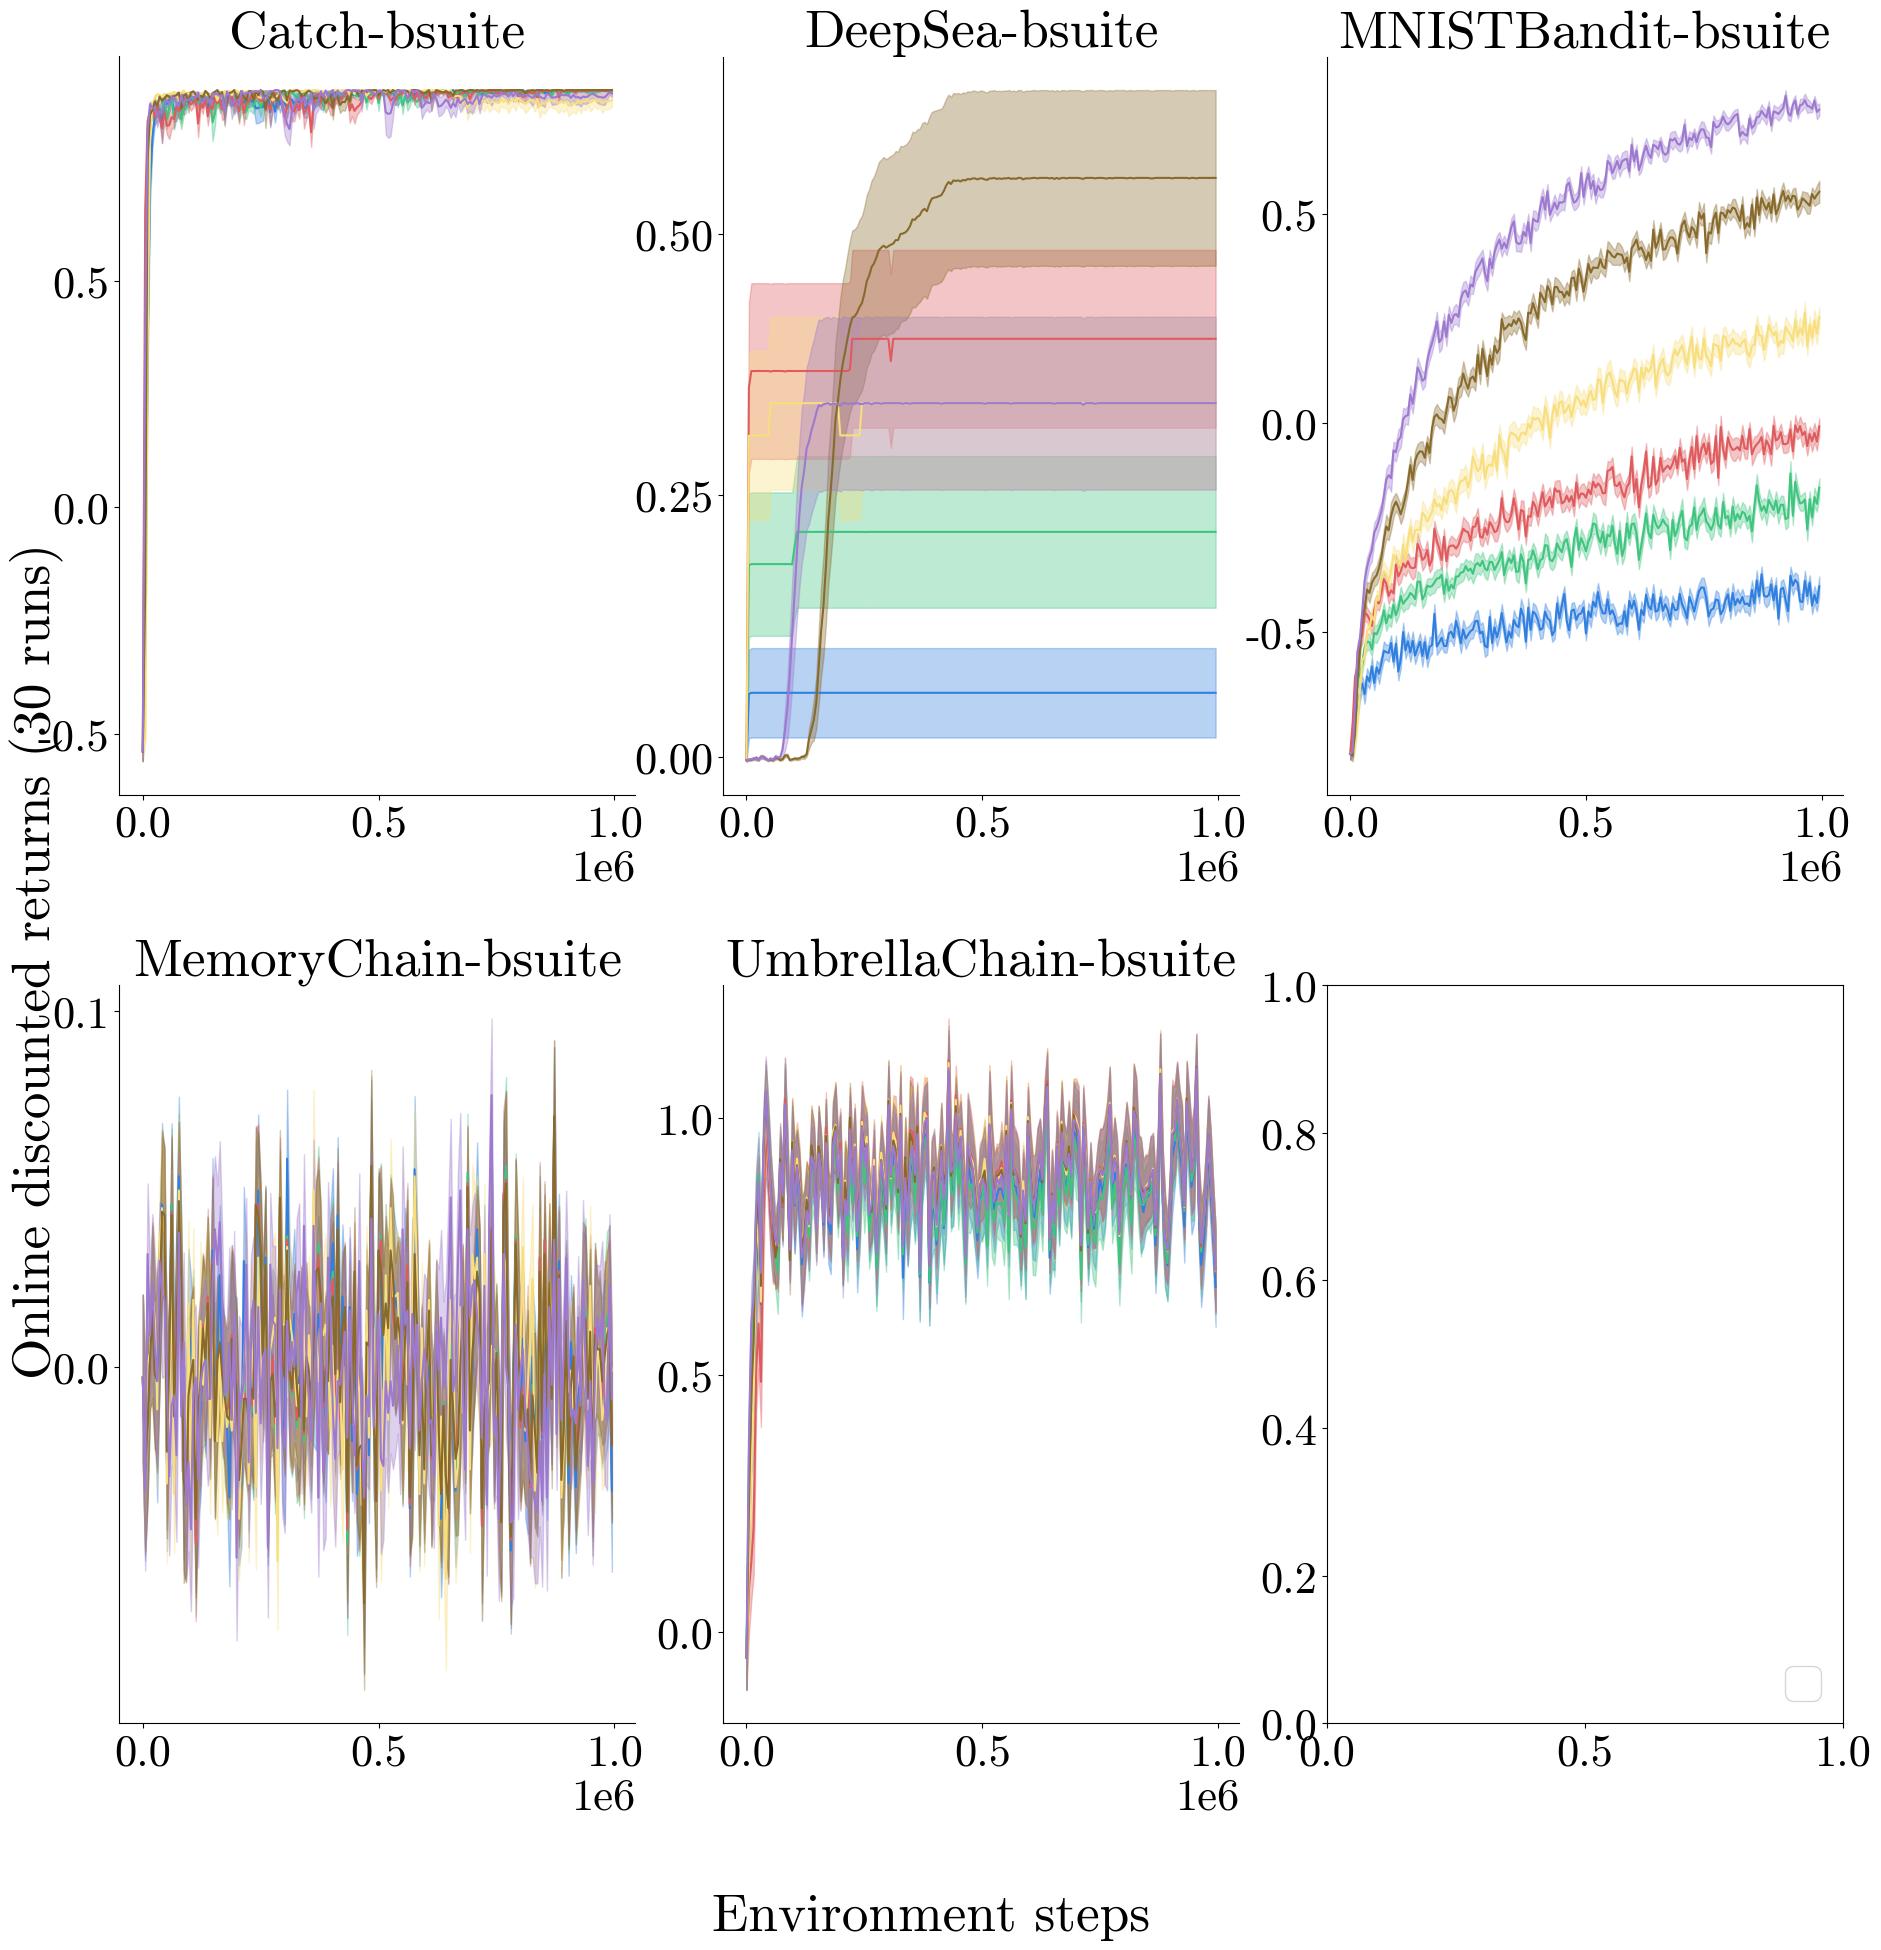 Catch-bsuite
DeepSea-bsuite
MNISTBandit-bsuite
0.5
0.0
-0.5
0.0 0.5 1.0
1e6
0.50
0.25
0.00
0.0 0.5 1.0
1e6
0.5
0.0
-0.5
0.0 0.5 1.0
1e6
Online discounted returns (30 runs)
MemoryChain-bsuite
UmbrellaChain-bsuite
0.1
0.0
0.0 0.5 1.0
1e6
1.0
0.5
0.0
0.0 0.5 1.0
1e6
1.0
0.8
0.6
0.4
0.2
0.0
0.0 0.5 1.0
Environment steps